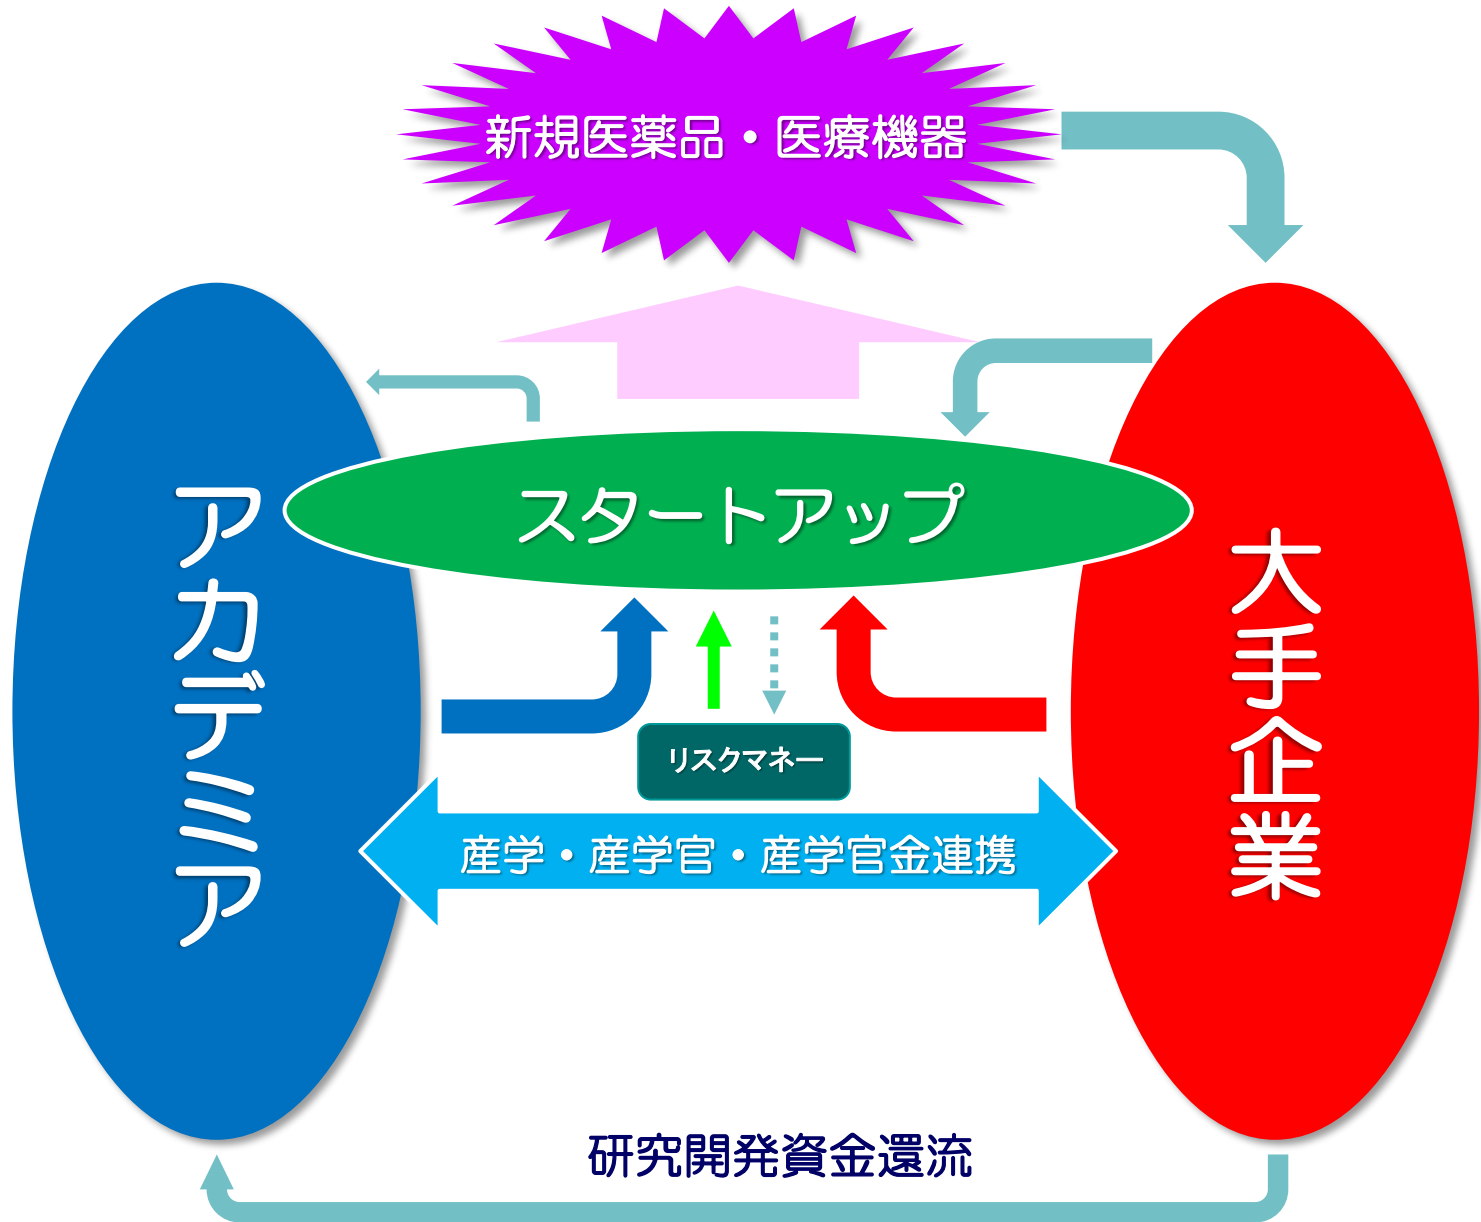 新規医薬品・医療機器
スタートアップ
アカデミア
大手企業
リスクマネー
産学・産学官・産学官金連携
研究開発資金還流